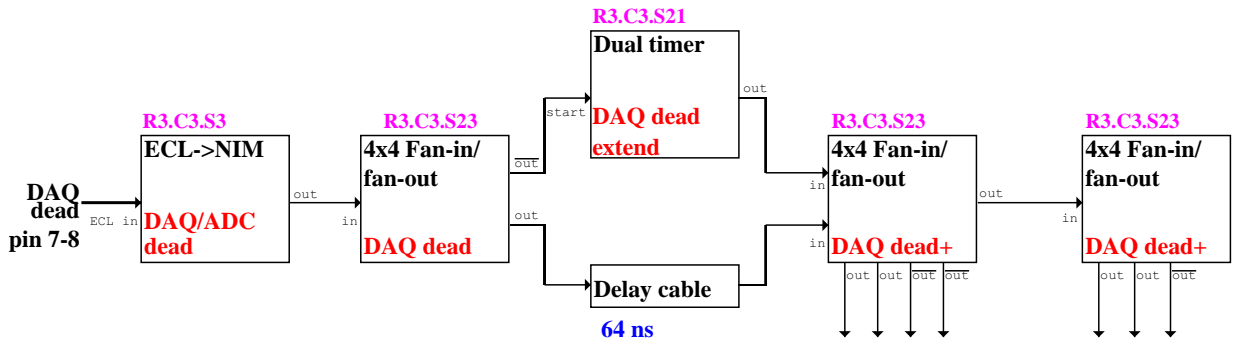 R3.C3.S21
Dual timer
start
out
DAQ dead
extend
R3.C3.S3
ECL->NIM
DAQ
dead
pin 7-8
ECL in
out
DAQ/ADC
dead
R3.C3.S23
4x4 Fan-in/
fan-out
in
out
out
DAQ dead
Delay cable
64 ns
R3.C3.S23
4x4 Fan-in/
fan-out
in
in
out
DAQ dead+
out out out out
R3.C3.S23
4x4 Fan-in/
fan-out
in
DAQ dead+
out out out